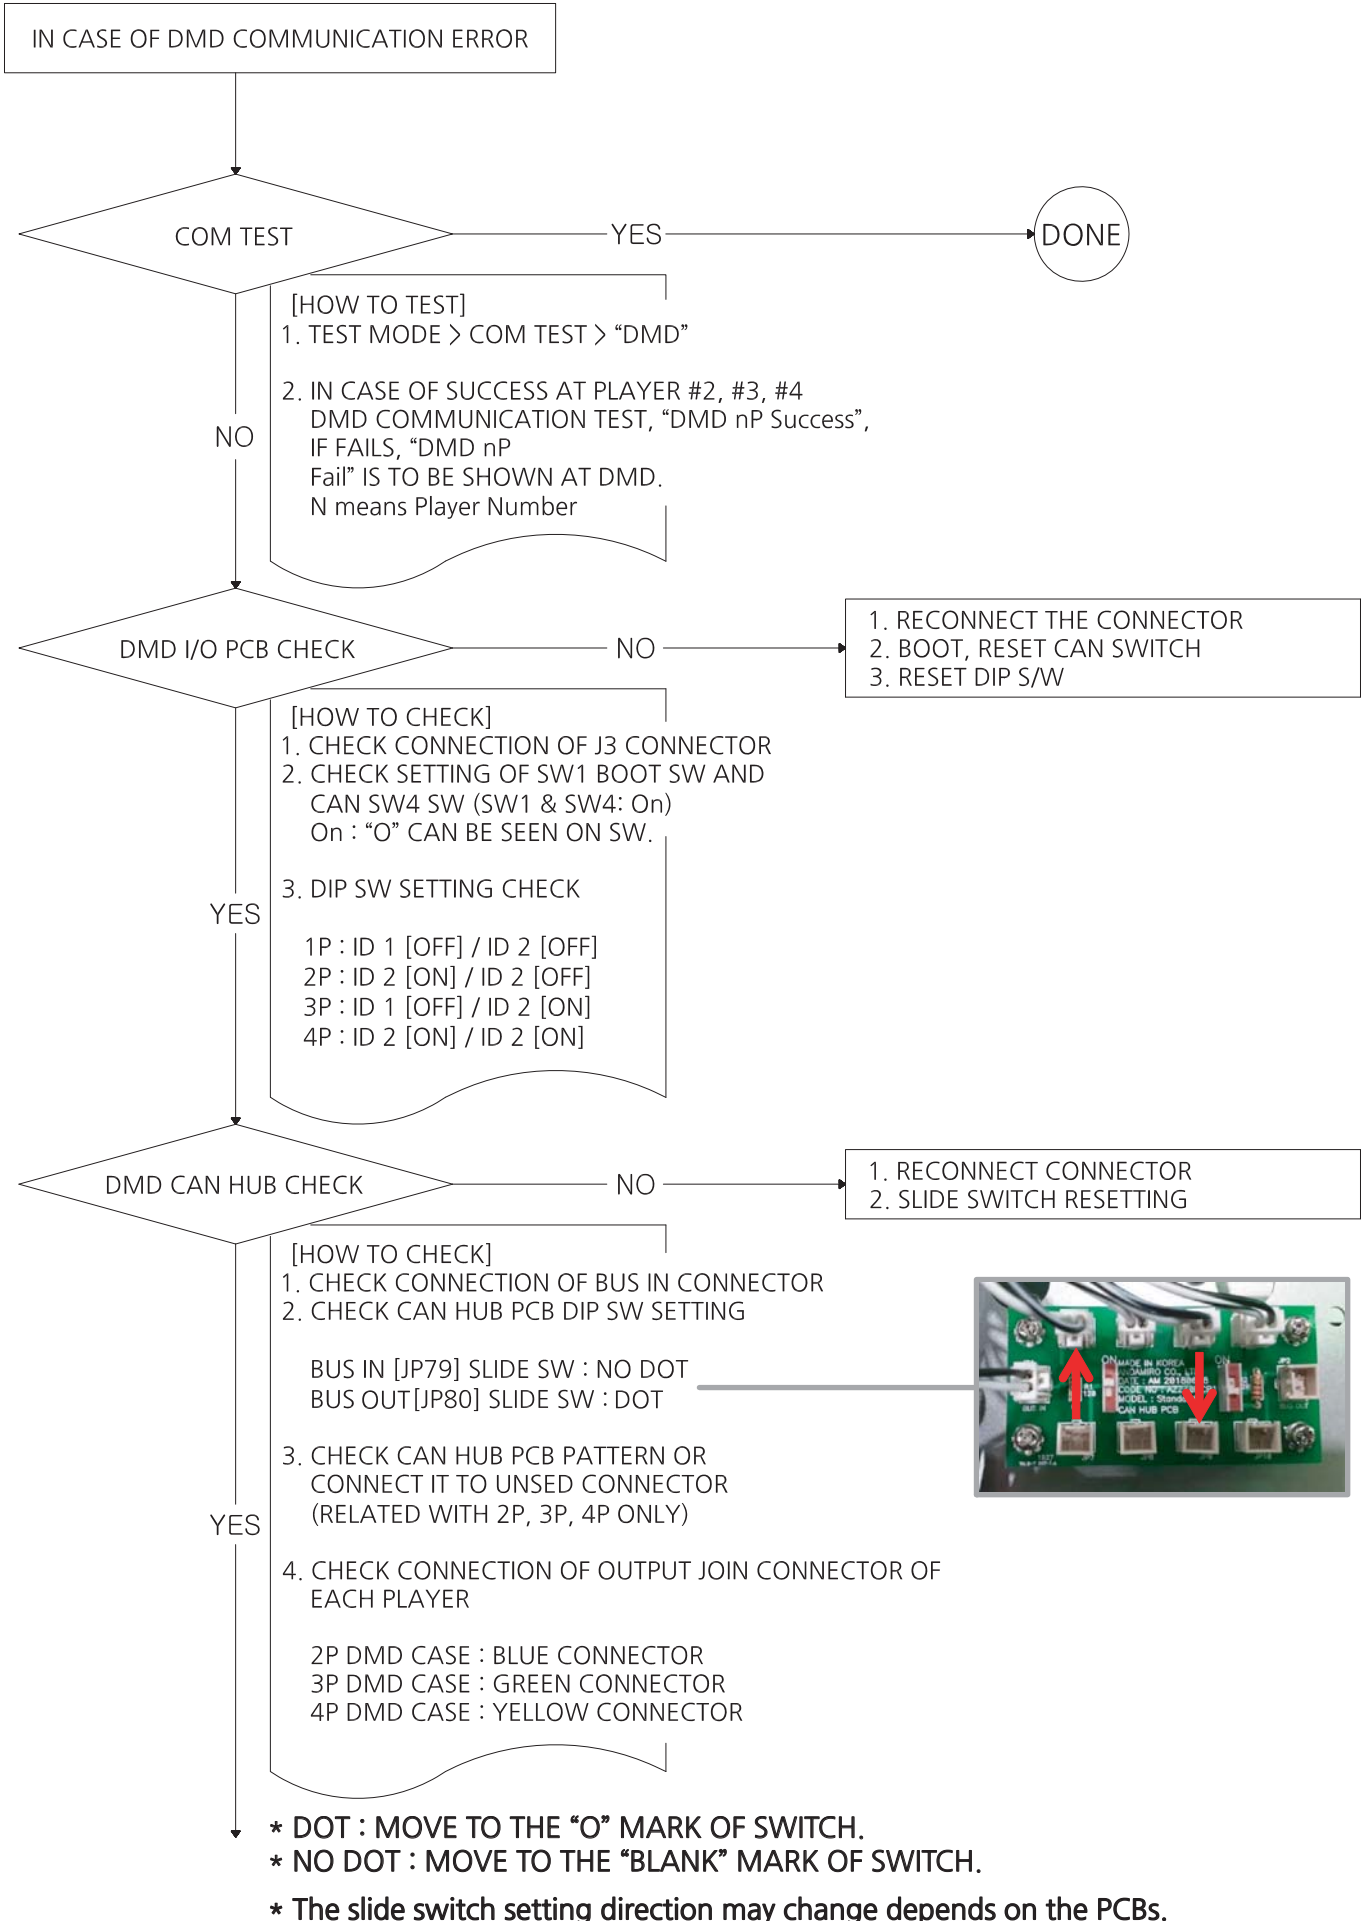 IN CASE OF DMD COMMUNICATION ERROR
COM TEST
YES
DONE
[HOW TO TEST]
1. TEST MODE > COM TEST > “DMD”
2. IN CASE OF SUCCESS AT PLAYER #2, #3, #4
DMD COMMUNICATION TEST, “DMD nP Success”,
IF FAILS, “DMD nP
Fail” IS TO BE SHOWN AT DMD.
N means Player Number
NO
DMD I/O PCB CHECK
NO
1. RECONNECT THE CONNECTOR
2. BOOT, RESET CAN SWITCH
3. RESET DIP S/W
[HOW TO CHECK]
1. CHECK CONNECTION OF J3 CONNECTOR
2. CHECK SETTING OF SW1 BOOT SW AND
CAN SW4 SW (SW1 & SW4: On)
On : “O” CAN BE SEEN ON SW.
3. DIP SW SETTING CHECK
YES
1P : ID 1 [OFF] / ID 2 [OFF]
2P : ID 2 [ON] / ID 2 [OFF]
3P : ID 1 [OFF] / ID 2 [ON]
4P : ID 2 [ON] / ID 2 [ON]
DMD CAN HUB CHECK
NO
1. RECONNECT CONNECTOR
2. SLIDE SWITCH RESETTING
[HOW TO CHECK]
1. CHECK CONNECTION OF BUS IN CONNECTOR
2. CHECK CAN HUB PCB DIP SW SETTING
BUS IN [JP79] SLIDE SW : NO DOT
BUS OUT[JP80] SLIDE SW : DOT
ON
MADE IN KOREA
ON
CAN HUB PCB
3. CHECK CAN HUB PCB PATTERN OR
CONNECT IT TO UNSED CONNECTOR
(RELATED WITH 2P, 3P, 4P ONLY)
YES
4. CHECK CONNECTION OF OUTPUT JOIN CONNECTOR OF
EACH PLAYER
2P DMD CASE : BLUE CONNECTOR
3P DMD CASE : GREEN CONNECTOR
4P DMD CASE : YELLOW CONNECTOR
* DOT : MOVE TO THE “O” MARK OF SWITCH.
* NO DOT : MOVE TO THE “BLANK” MARK OF SWITCH.
* The slide switch setting direction may change depends on the PCBs.